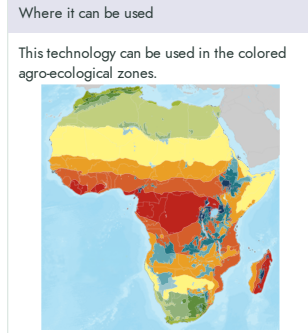 Where it can be used
This technology can be used in the colored
agro-ecological zones.